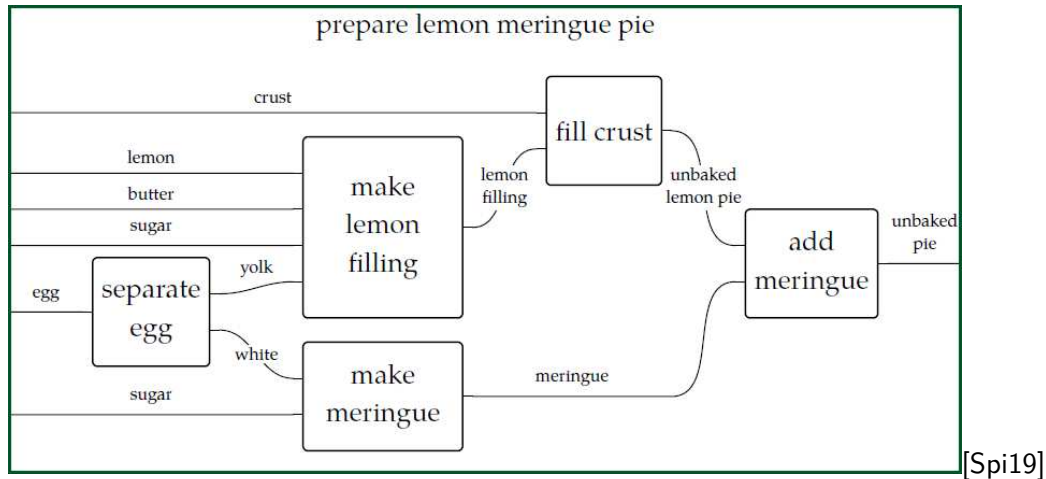 prepare lemon meringue pie
crust
fill crust
lemon
butter
sugar
make
lemon
filling
lemon
filling
unbaked
lemon pie
egg
separate
egg
yolk
white
sugar
make
meringue
meringue
add
meringue
unbaked
pie
[Spi19]